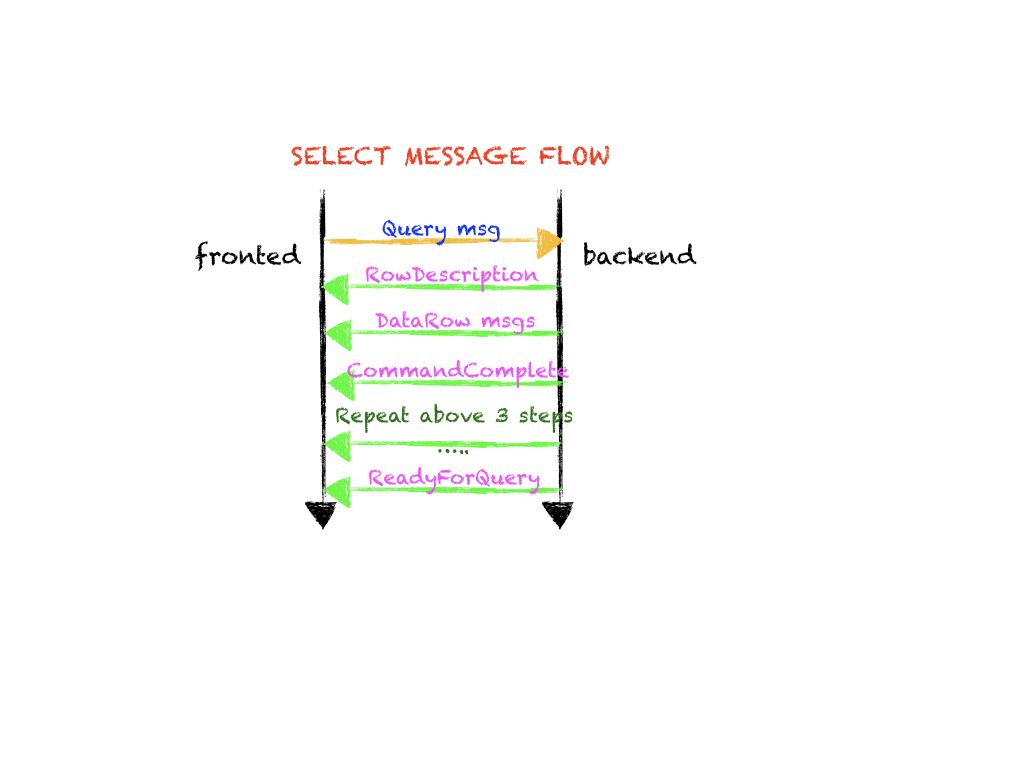 SELECT MESSAGE FLOW
Query msg
fronted
backend
RowDescription
DataRow msgs
CommandComplete
Repeat above 3 steps
.....
ReadyForQuery